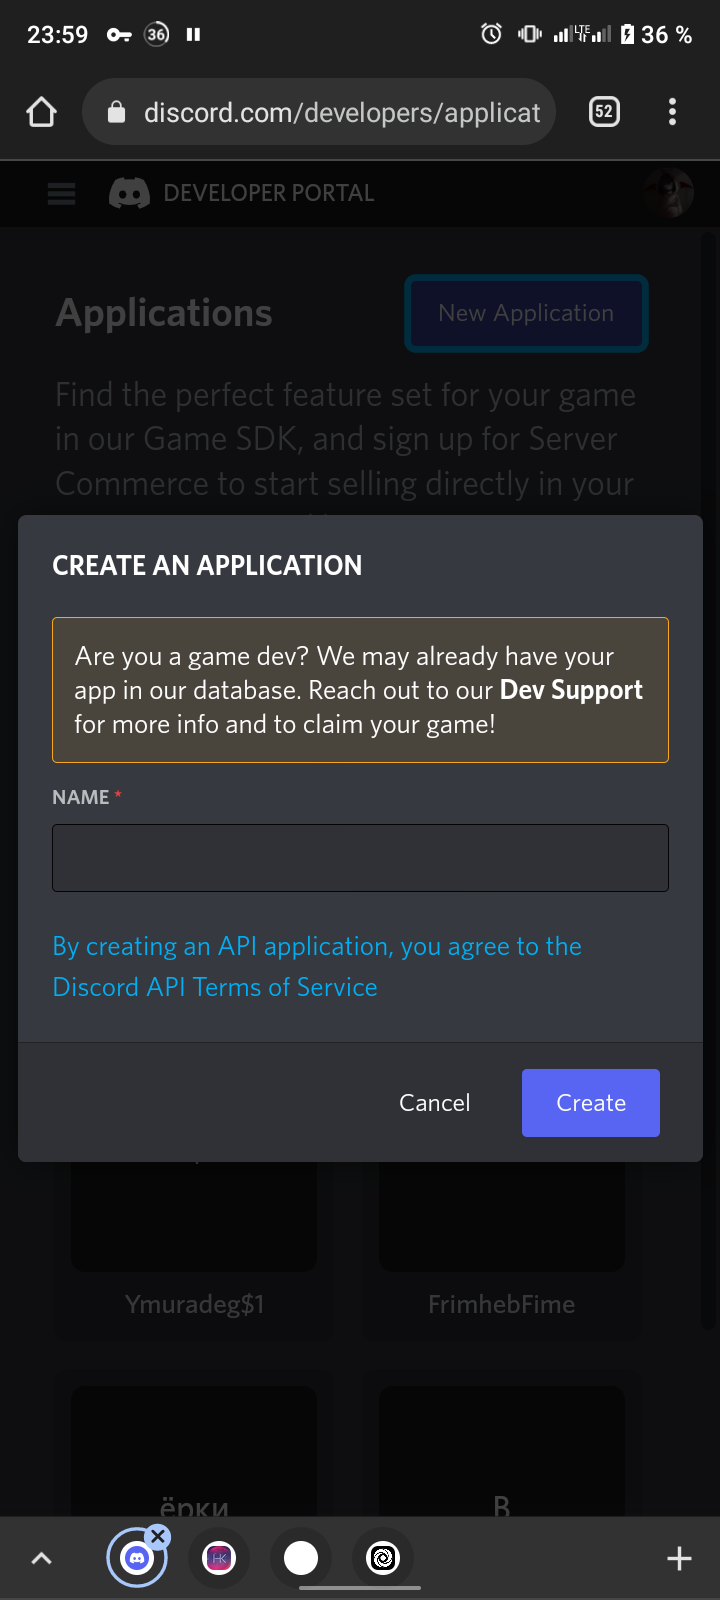 23:59 36 LTE 36 %
discord.com/developers/applicat 52
DEVELOPER PORTAL
Applications New Application
Find the perfect feature set for your game
in our Game SDK, and sign up for Server
Commerce to start selling directly in your
CREATE AN APPLICATION
Are you a game dev? We may already have your
app in our database. Reach out to our Dev Support
for more info and to claim your game!
NAME *
By creating an API application, you agree to the
Discord API Terms of Service
Cancel Create
Ymuradeg$1 FrimhebFime
ёрки В
HK